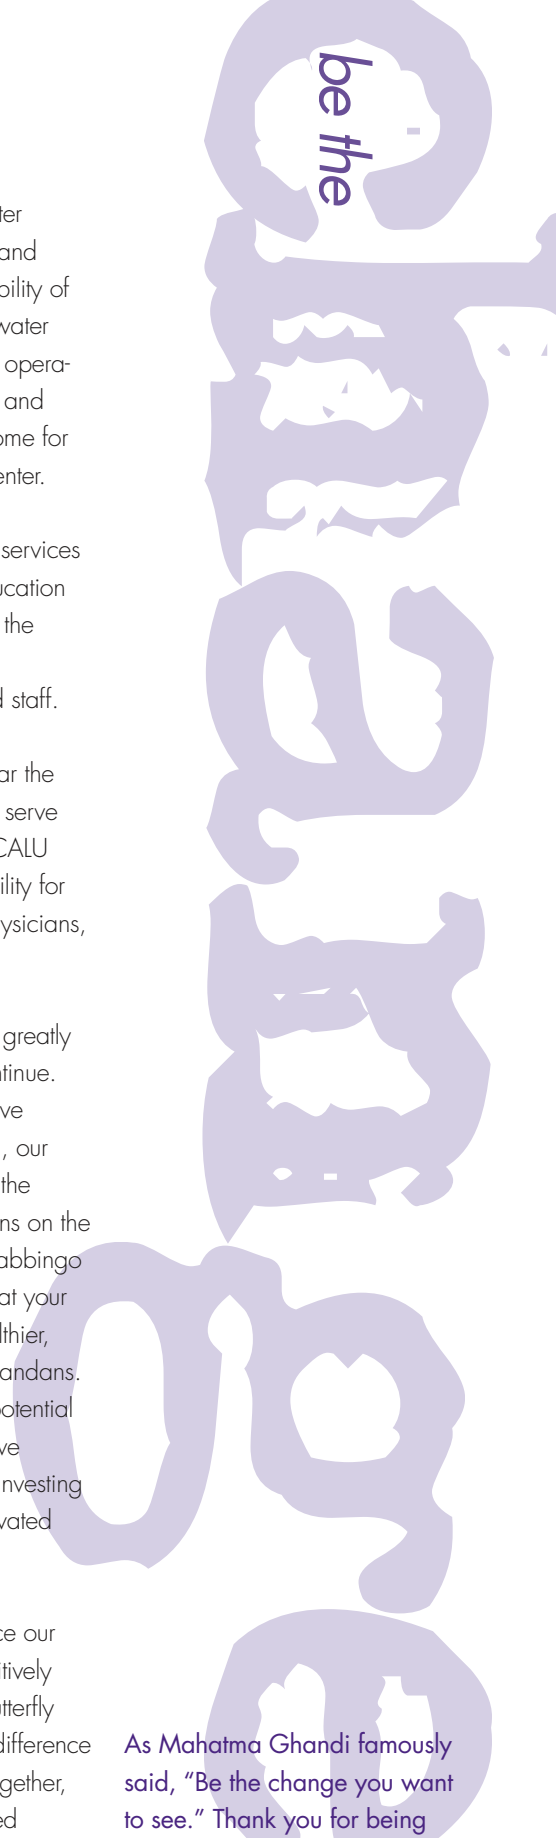 be the
change
ter
and
bility of
water
opera-
and
ome for
enter.
services
ucation
the
d staff.
ar the
serve
CALU
ility for
ysicians,
greatly
ntinue.
ve
, our
the
ns on the
abbingo
at your
lthier,
andans.
potential
ve
investing
vated
ce our
itively
utterfly
difference
gether,
ed
As Mahatma Ghandi famously
said, “Be the change you want
to see.” Thank you for being